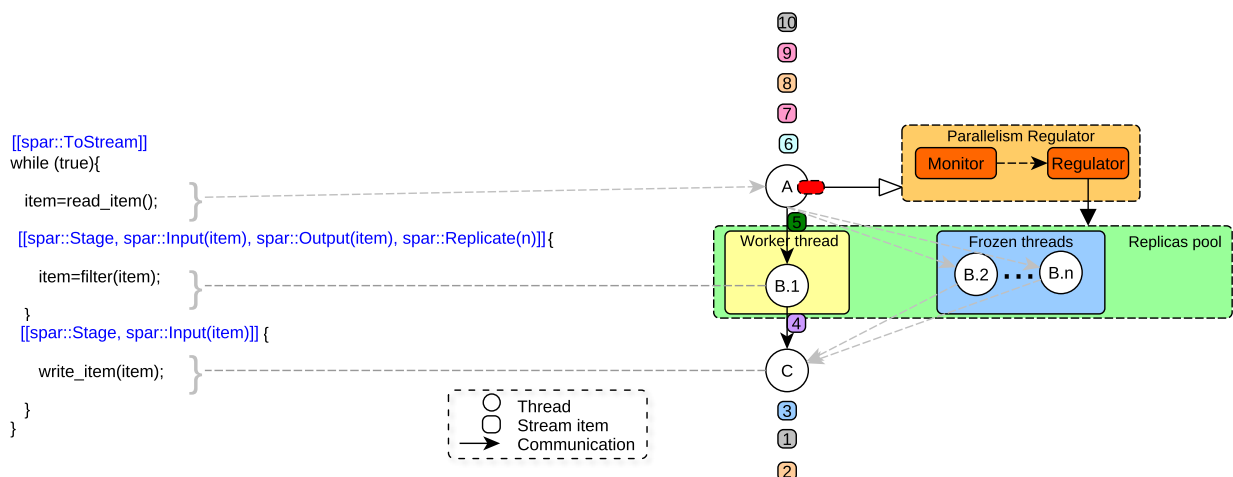 [[spar::ToStream]]
while (true){
item=read_item();
}
[[spar::Stage, spar::Input(item), spar::Output(item), spar::Replicate(n)]]{
item=filter(item);
}
}
[[spar::Stage, spar::Input(item)]] {
write_item(item);
}
}
}
10
9
8
7
6
A
5
Parallelism Regulator
Monitor
Regulator
Worker thread
Frozen threads
Replicas pool
B.1
B.2
...
B.n
4
C
3
1
2
Thread
Stream item
Communication